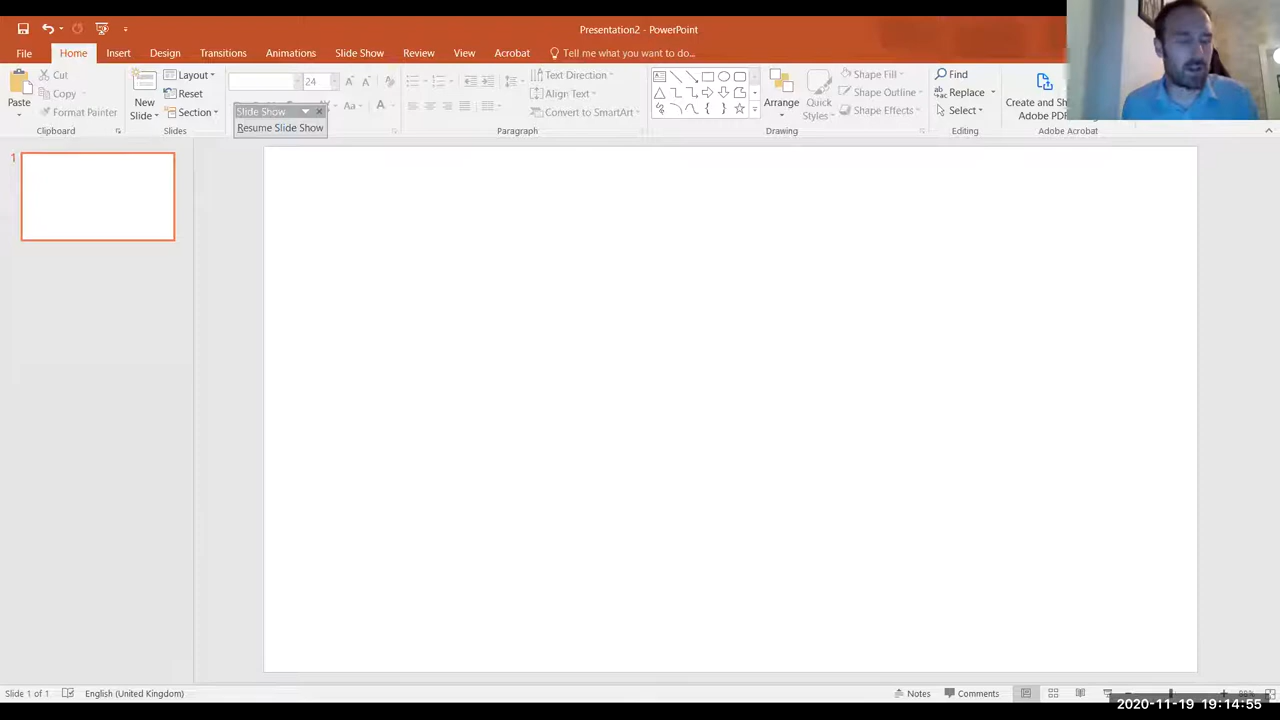 Presentation2 - PowerPoint
File Home Insert Design Transitions Animations Slide Show Review View Acrobat Tell me what you want to do...
Paste
Cut
Copy
Format Painter
Clipboard
New
Slide
Layout
Reset
Section
Slides
24
Aa
A
Slide Show
Resume Slide Show
Text Direction
Align Text
Convert to SmartArt
Paragraph
Arrange
Quick
Styles
Shape Fill
Shape Outline
Shape Effects
Drawing
Find
Replace
Select
Editing
Create and
Adobe
Adobe Acrobat
1
Slide 1 of 1 English (United Kingdom) Notes Comments
2020-11-19 19:14:55